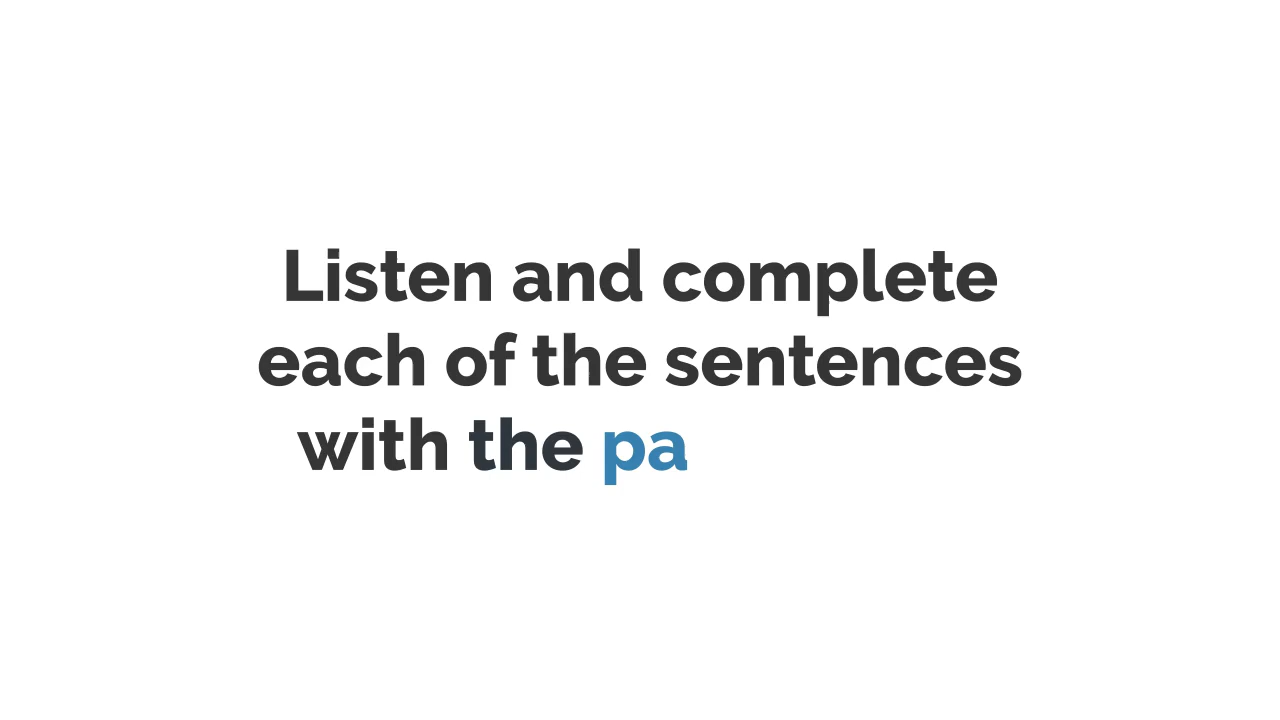 Listen and complete
each of the sentences
with the pa